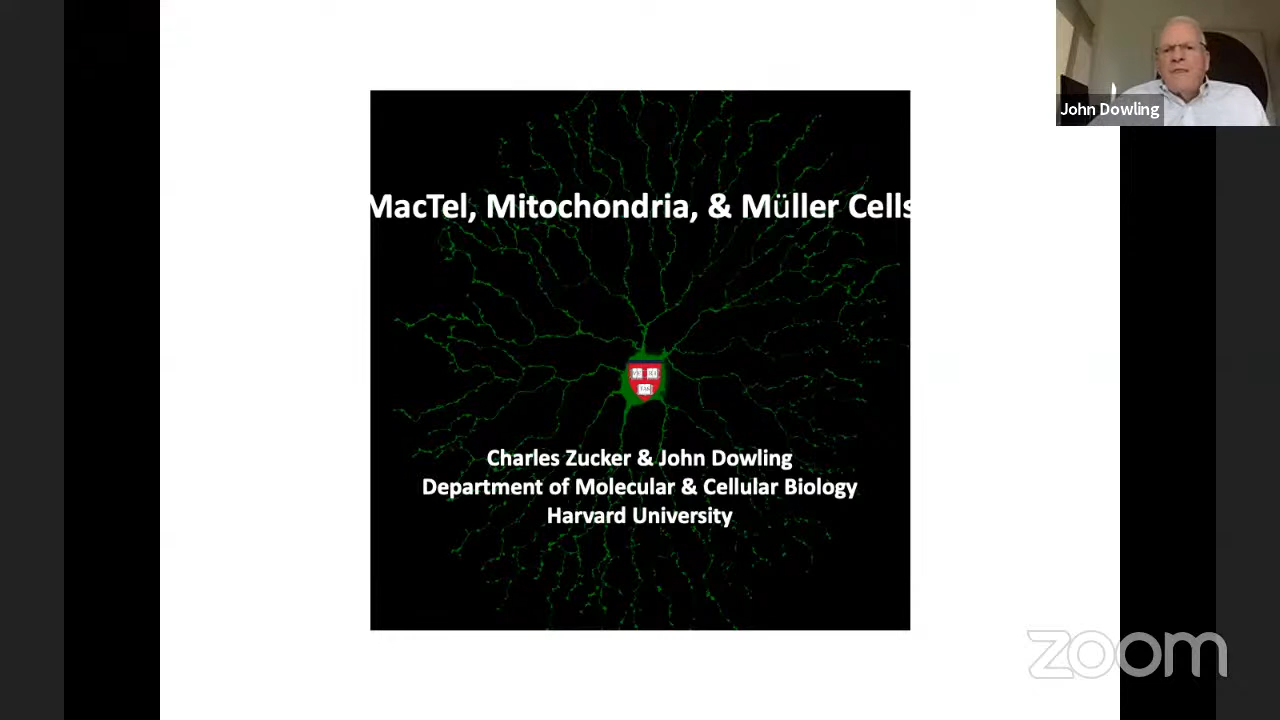 John Dowling
MacTel, Mitochondria, & Müller Cells
Charles Zucker & John Dowling
Department of Molecular & Cellular Biology
Harvard University
zoom